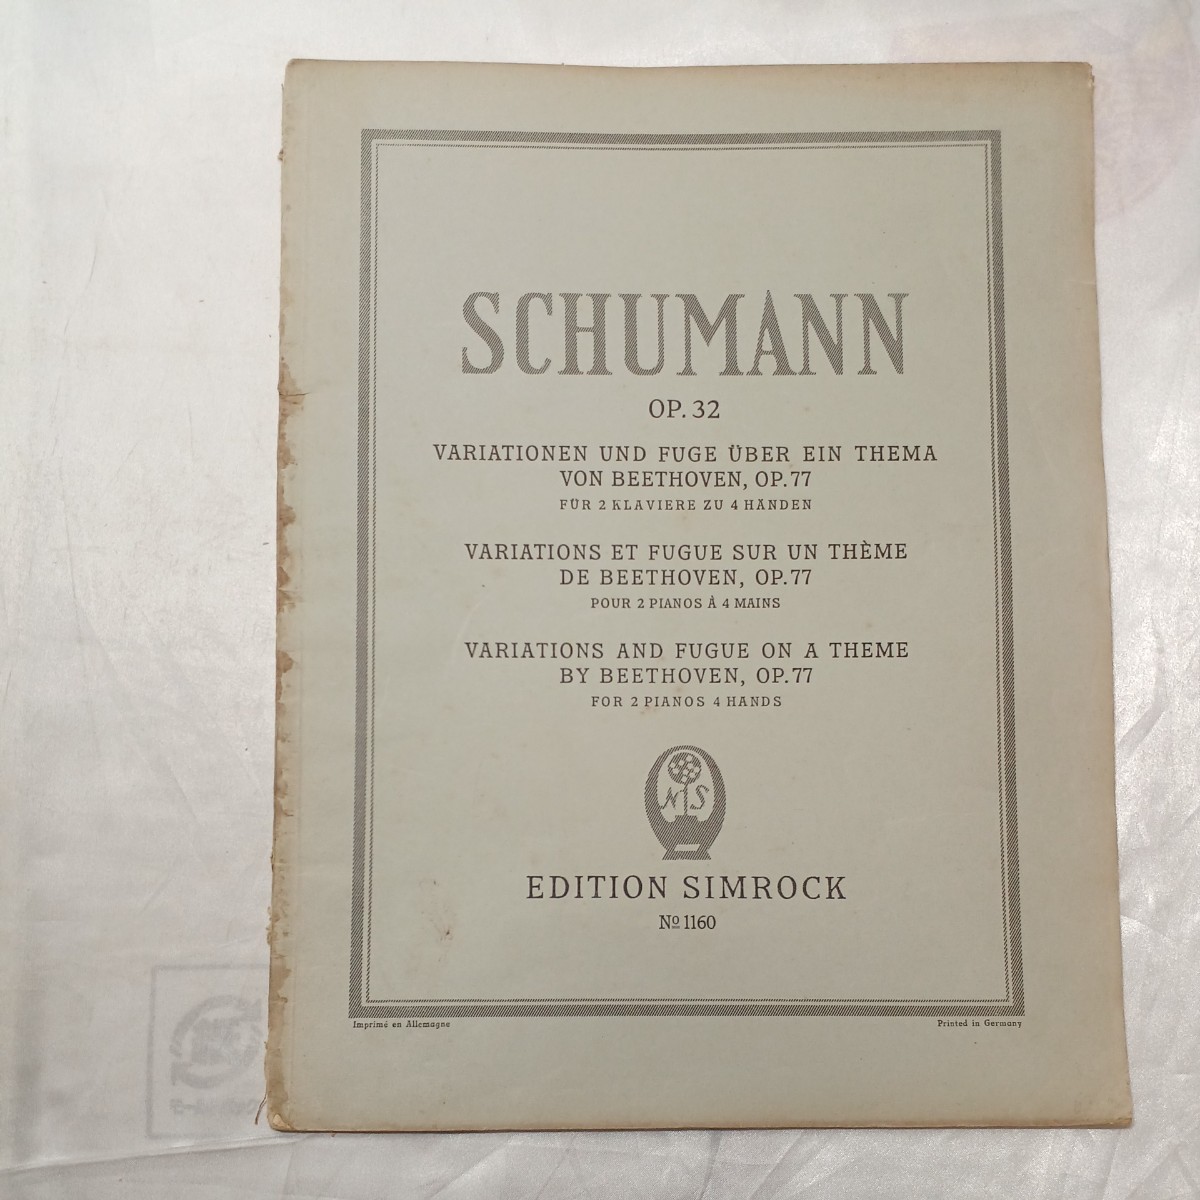 SCHUMANN
OP. 32
VARIATIONEN UND FUGE ÜBER EIN THEMA
VON BEETHOVEN, OP. 77
FÜR 2 KLAVIERE ZU 4 HÄNDEN
VARIATIONS ET FUGUE SUR UN THÈME
DE BEETHOVEN, OP. 77
POUR 2 PIANOS À 4 MAINS
VARIATIONS AND FUGUE ON A THEME
BY BEETHOVEN, OP. 77
FOR 2 PIANOS 4 HANDS
N S
EDITION SIMROCK
Nº 1160
Imprimé en Allemagne
Printed in Germany